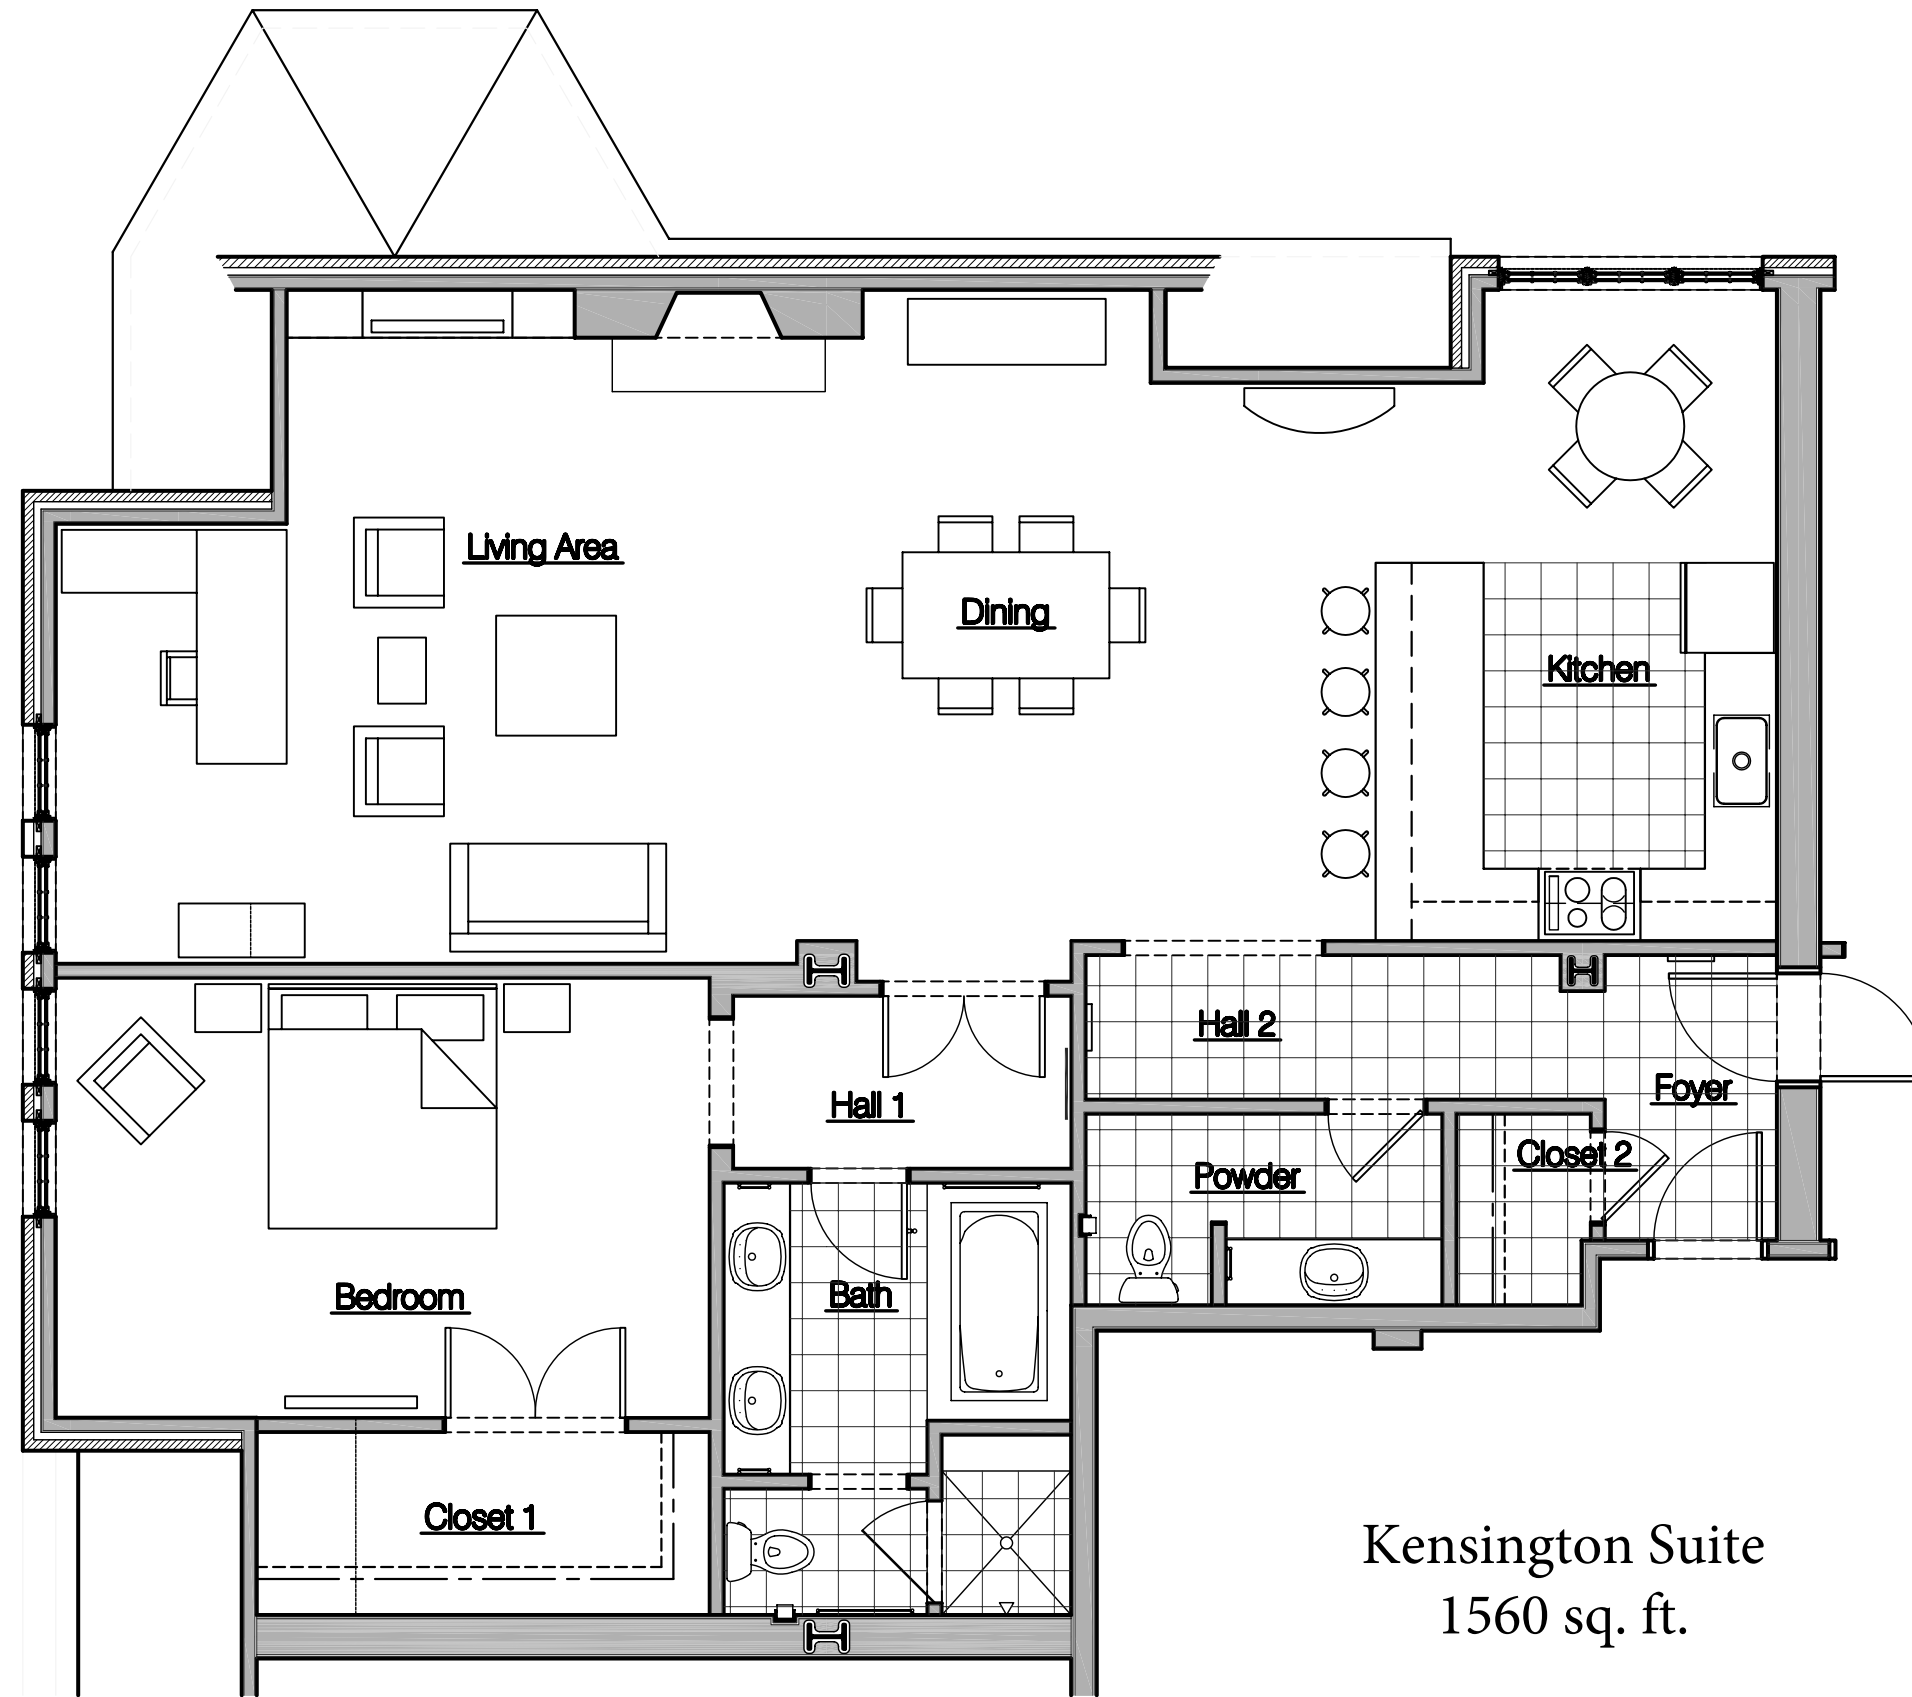 Living Area
Dining
Kitchen
Hall 2
Foyer
Hall 1
Closet 2
Powder
Bedroom
Bath
Closet 1
Kensington Suite
1560 sq. ft.